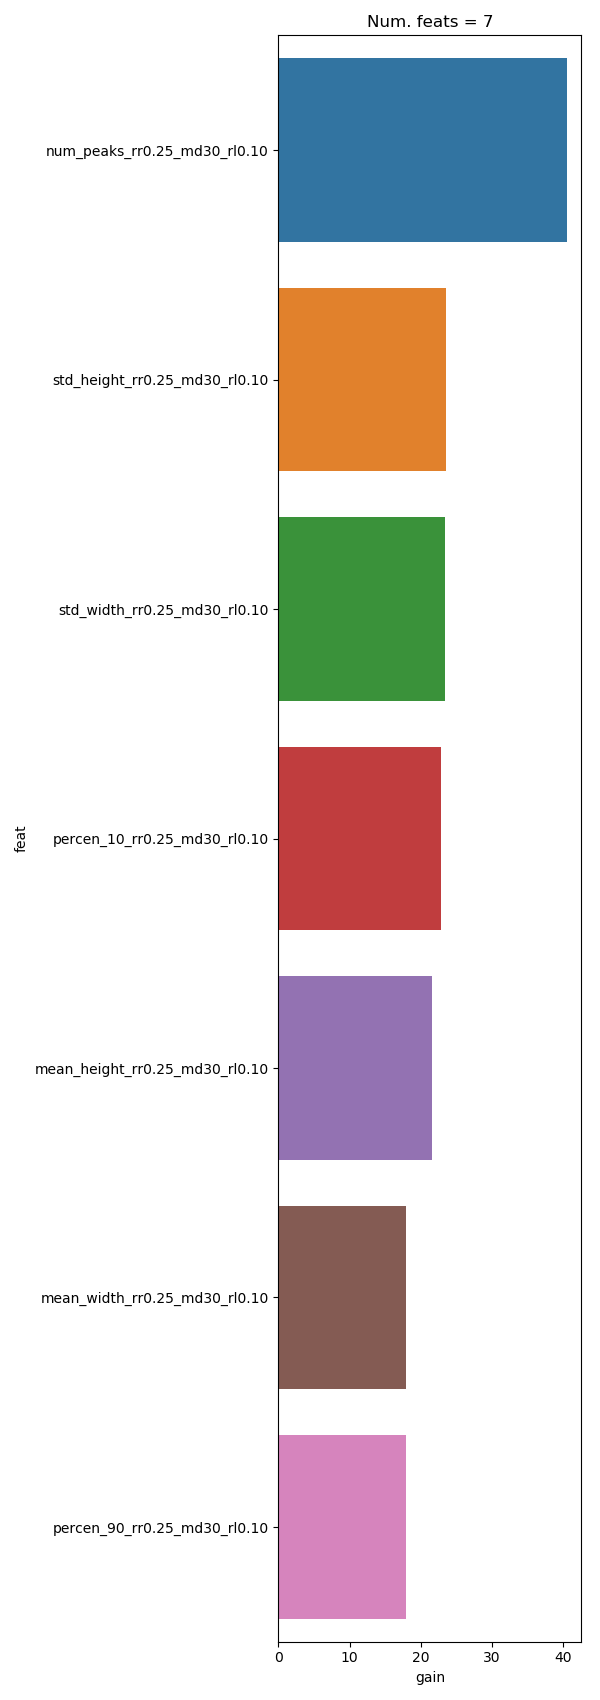 Num. feats = 7
num_peaks_rr0.25_md30_rl0.10
std_height_rr0.25_md30_rl0.10
std_width_rr0.25_md30_rl0.10
percen_10_rr0.25_md30_rl0.10
feat
mean_height_rr0.25_md30_rl0.10
mean_width_rr0.25_md30_rl0.10
percen_90_rr0.25_md30_rl0.10
0 10 20 30 40
gain